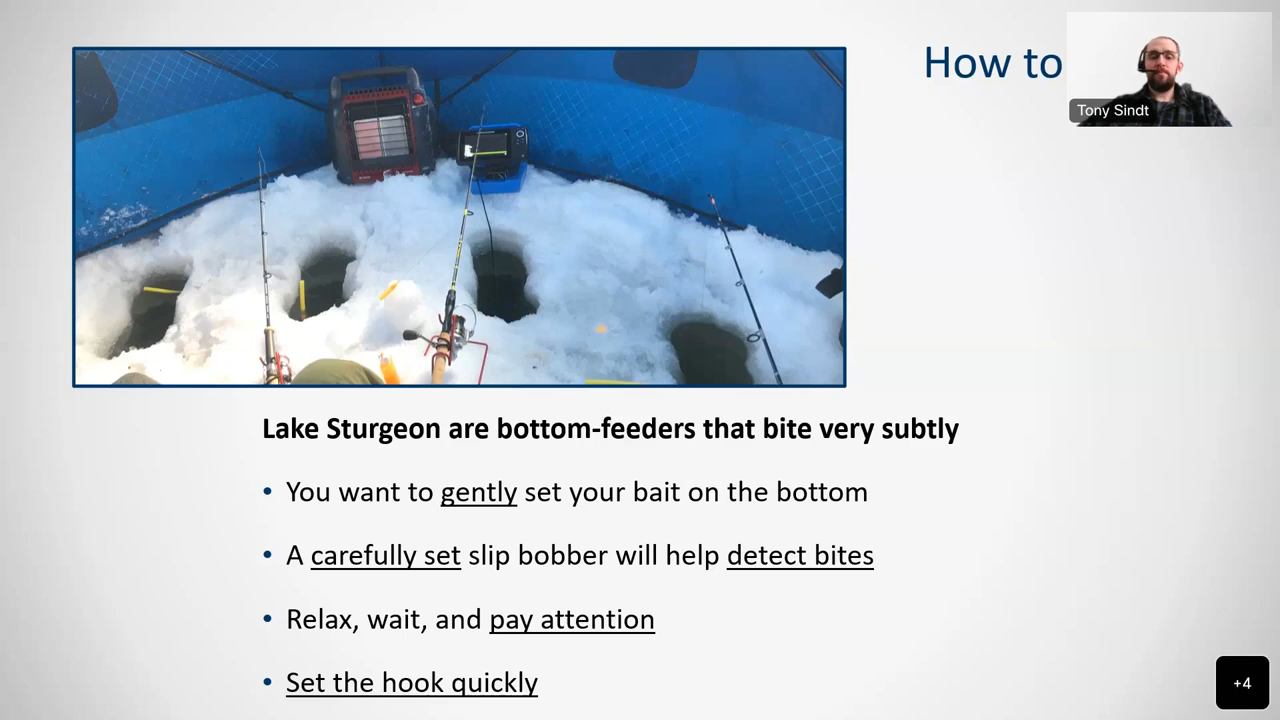 How to
Tony Sindt
Lake Sturgeon are bottom-feeders that bite very subtly
• You want to gently set your bait on the bottom
• A carefully set slip bobber will help detect bites
• Relax, wait, and pay attention
• Set the hook quickly
+4